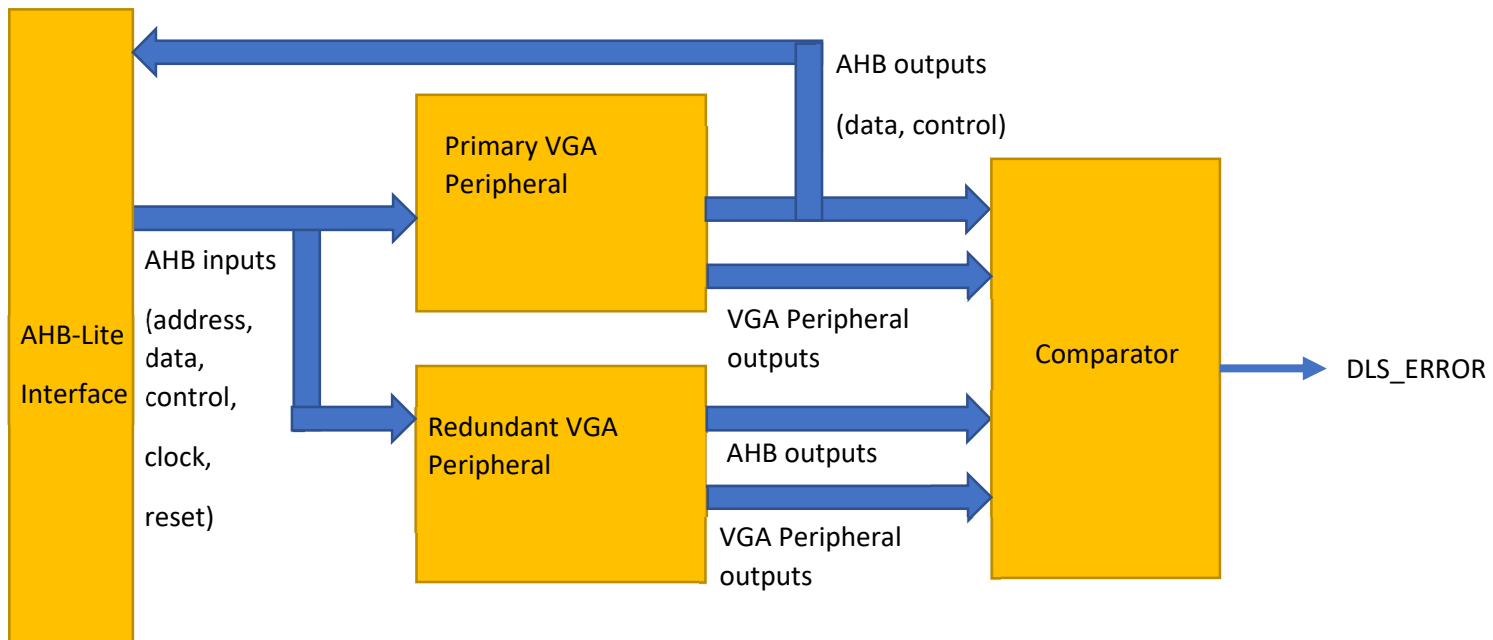 AHB outputs
(data, control)
Primary VGA
Peripheral
AHB inputs
(address,
data,
control,
clock,
reset)
AHB-Lite
Interface
VGA Peripheral
outputs
Comparator
DLS_ERROR
Redundant VGA
Peripheral
AHB outputs
VGA Peripheral
outputs